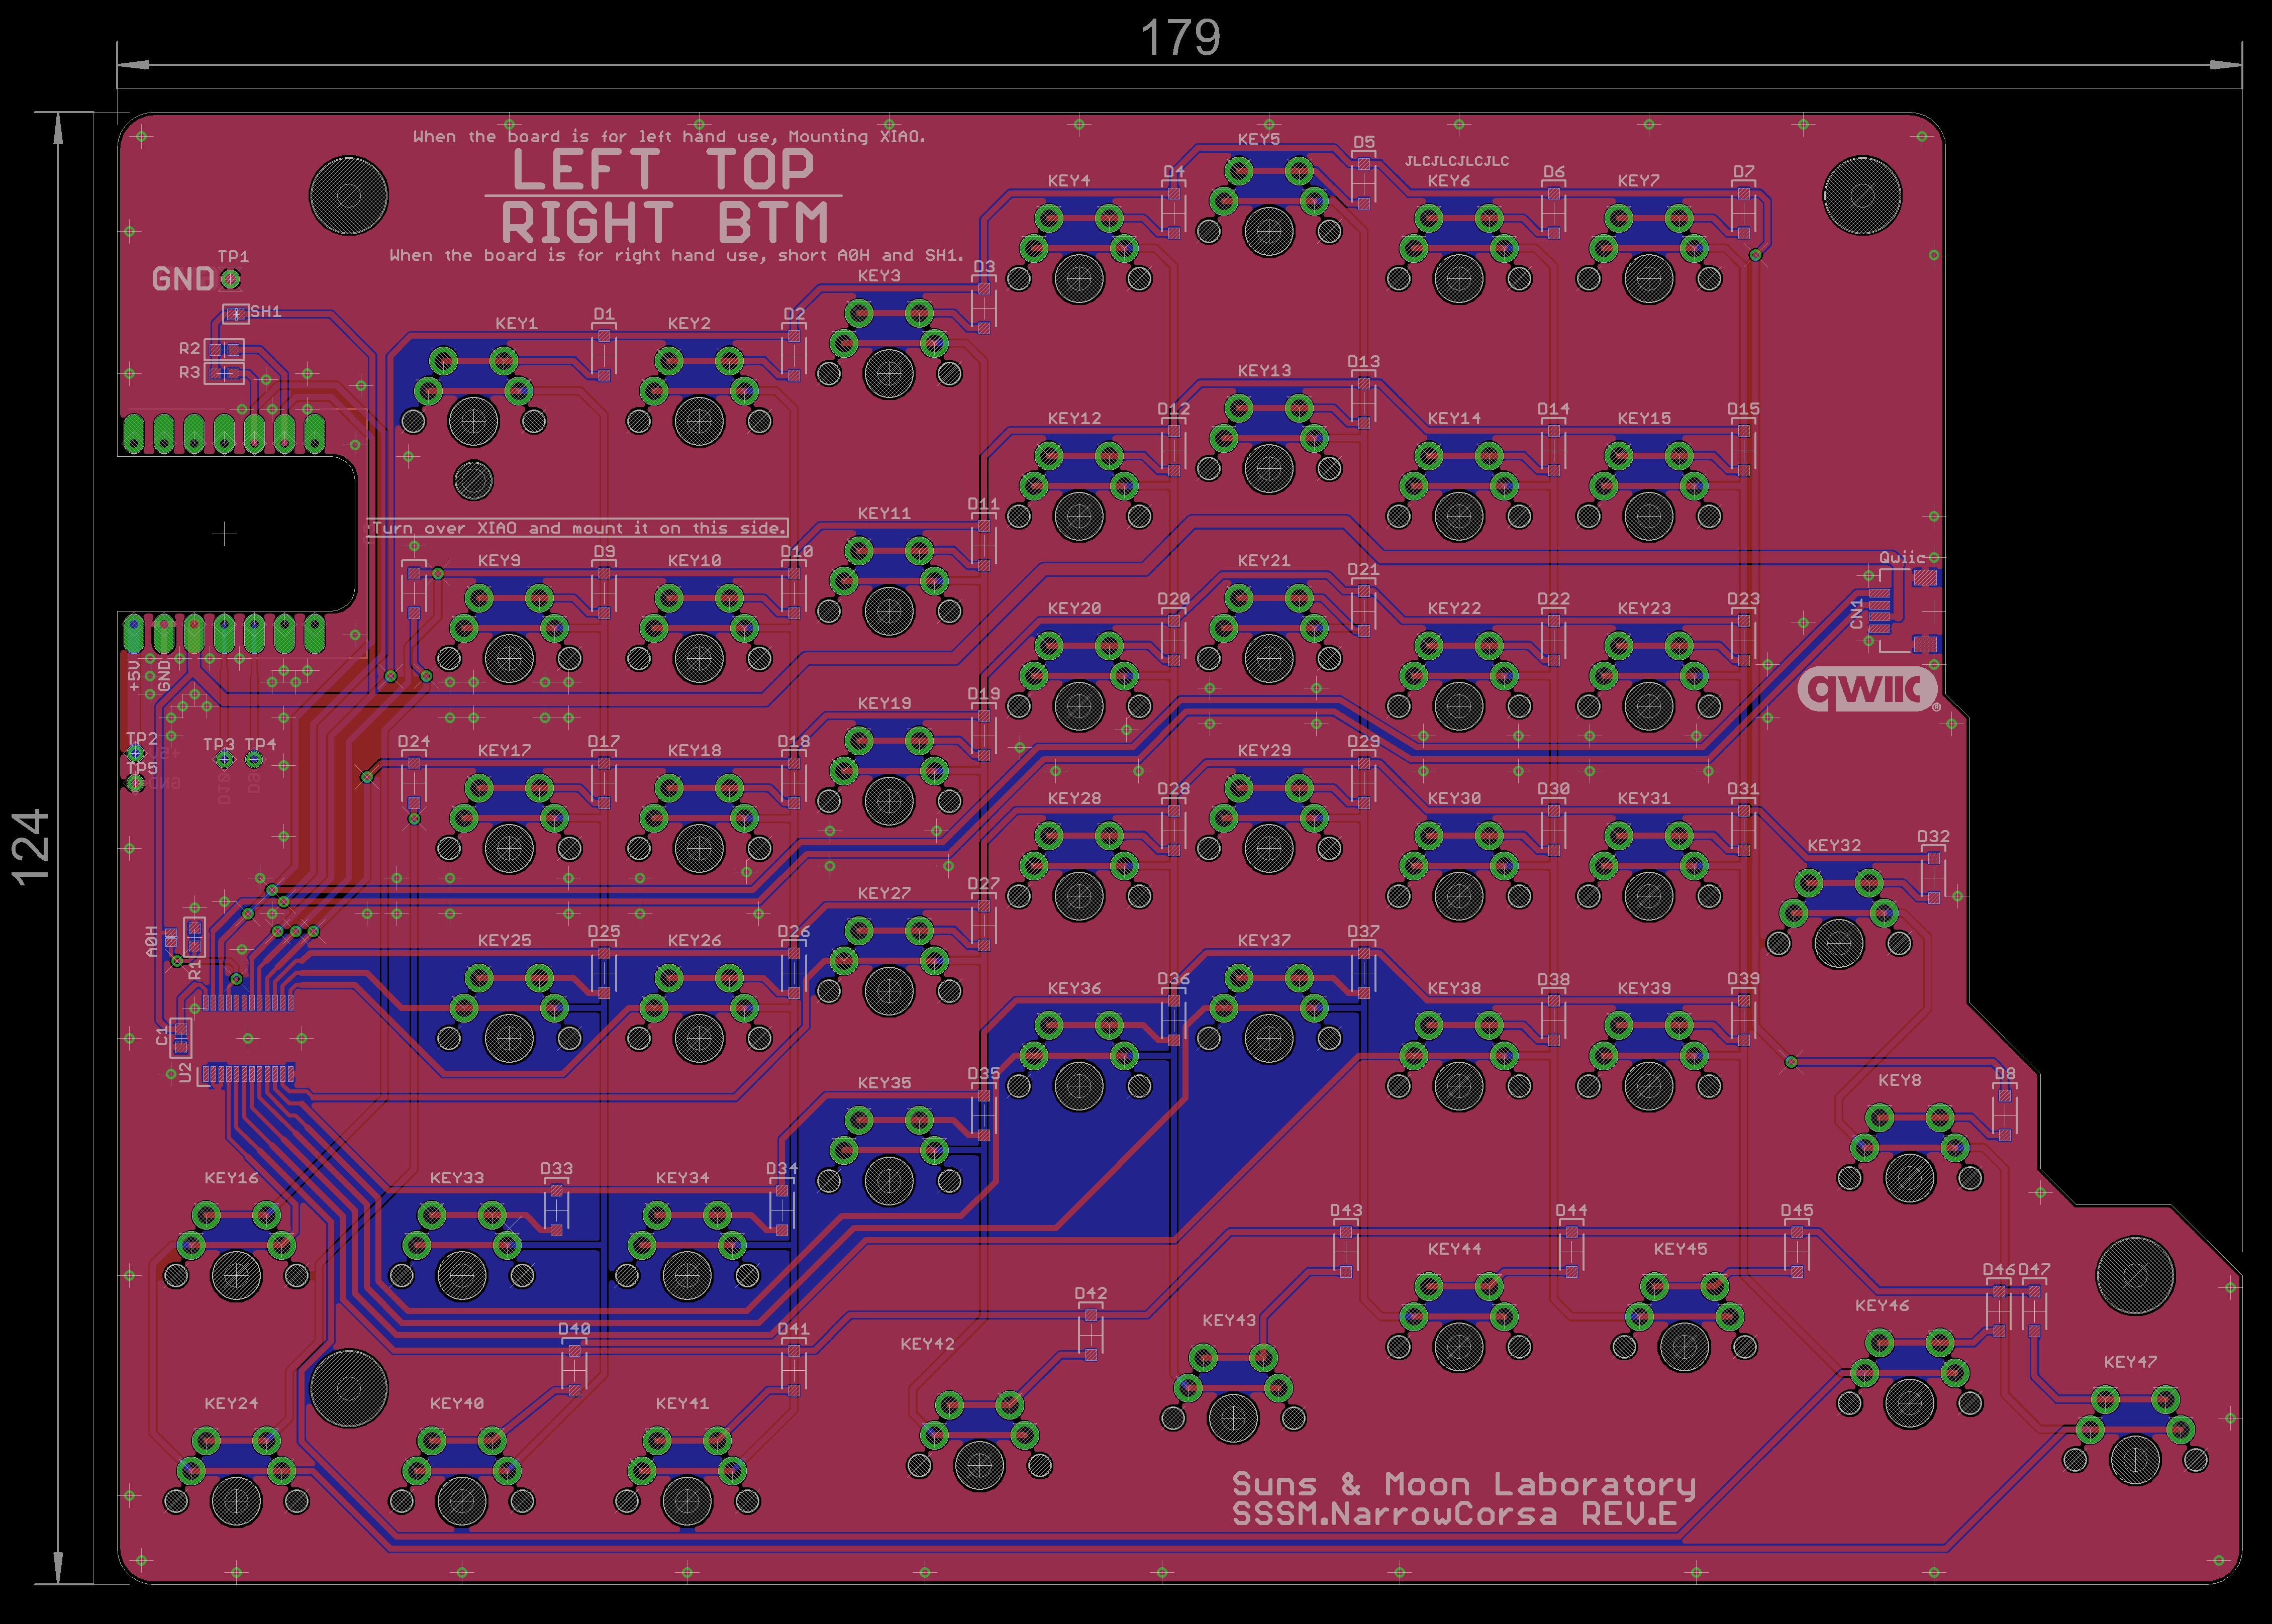 179
When the board is for left hand use, Mounting XIAO.
LEFT TOP
RIGHT BTM
When the board is for right hand use, short A0H and SH1.
JLCJLCJLCJLC
KEY5 D5
KEY4 D4 KEY6 D6 KEY7 D7
TP1
GND
KEY3 D3
SH1
KEY1 D1 KEY2 D2
R2
R3
KEY13 D13
KEY12 D12 KEY14 D14 KEY15 D15
KEY11 D11
Turn over XIAO and mount it on this side.
KEY9 D9 KEY10 D10
KEY21 D21
Qwiic
CN1
KEY20 D20 KEY22 D22 KEY23 D23
+5V GND
qwiic®
KEY19 D19
TP2 TP3 TP4
+5V
TP5
GND
D10 D9
D24 KEY17 D17 KEY18 D18
KEY29 D29
KEY28 D28 KEY30 D30 KEY31 D31
124
KEY32 D32
KEY27 D27
A0H
R1
KEY25 D25 KEY26 D26
KEY37 D37
KEY36 D36 KEY38 D38 KEY39 D39
C1
U2
KEY35 D35
KEY8 D8
KEY16 KEY33 D33 KEY34 D34
D43 D44 D45
KEY44 KEY45
D46 D47
D42
KEY46
KEY43
D40 D41
KEY42
KEY47
KEY24 KEY40 KEY41
Suns & Moon Laboratory
SSSM.NarrowCorsa REV.E